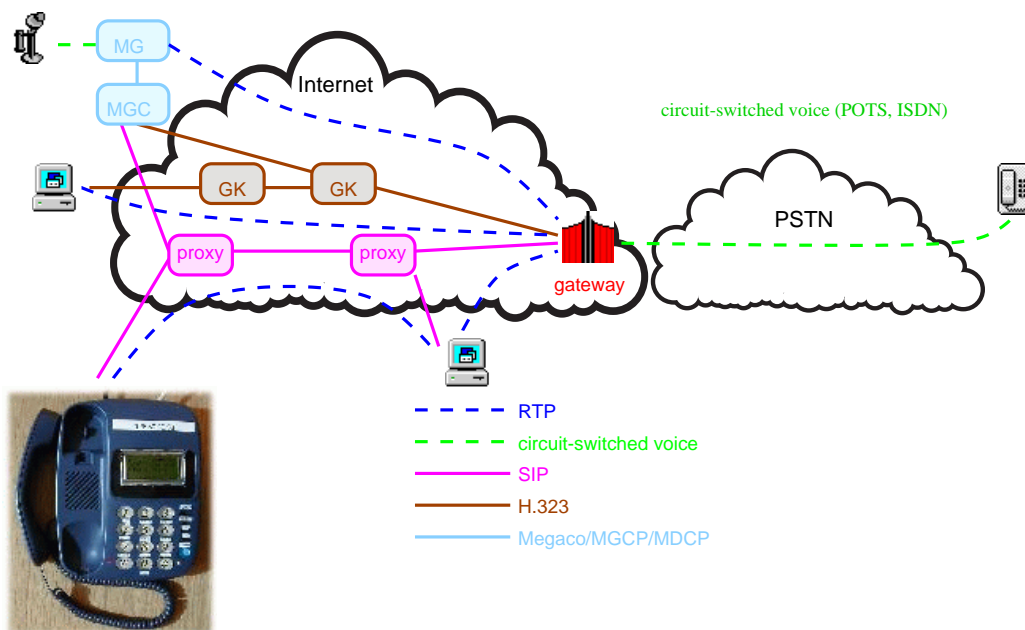 MG
Internet
MGC
circuit-switched voice (POTS, ISDN)
GK
GK
PSTN
proxy
proxy
gateway
RTP
circuit-switched voice
SIP
H.323
Megaco/MGCP/MDCP